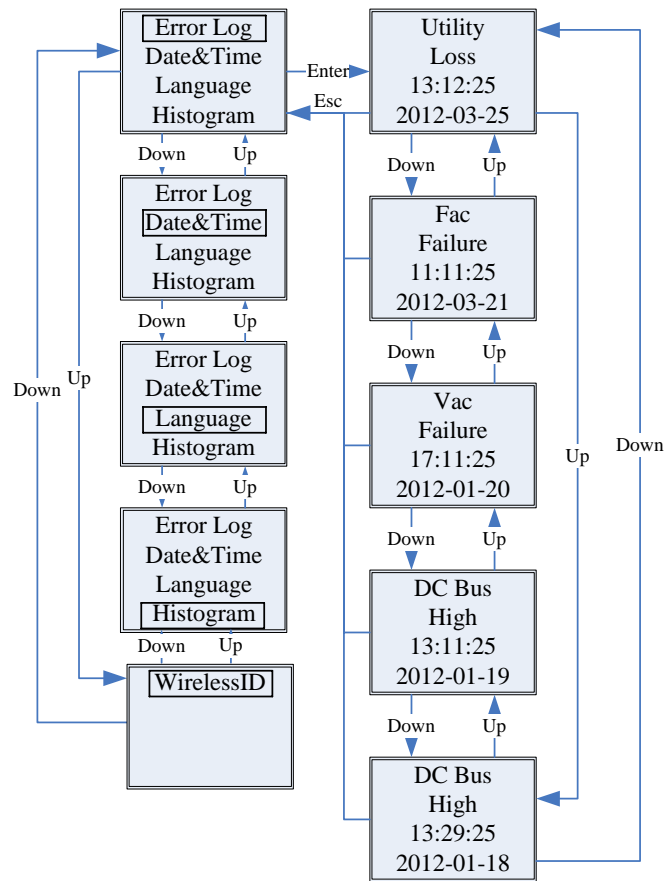 Error Log
Date&Time
Language
Histogram
Enter
Esc
Utility
Loss
13:12:25
2012-03-25
Down
Up
Down
Up
Error Log
Date&Time
Language
Histogram
Fac
Failure
11:11:25
2012-03-21
Down
Up
Down
Up
Down
Up
Error Log
Date&Time
Language
Histogram
Vac
Failure
17:11:25
2012-01-20
Up
Down
Down
Up
Down
Up
Error Log
Date&Time
Language
Histogram
DC Bus
High
13:11:25
2012-01-19
Down
Up
WirelessID
Down
Up
DC Bus
High
13:29:25
2012-01-18